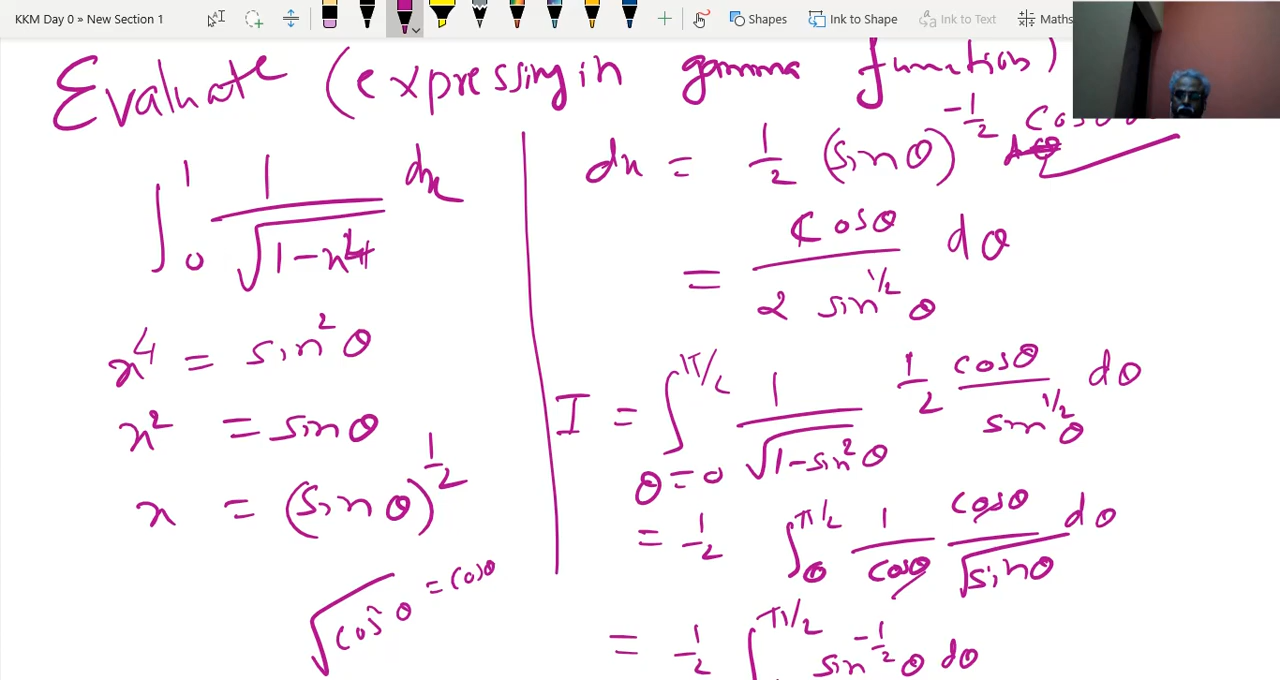 KKM Day 0 » New Section 1
Shapes
Ink to Shape
Ink to Text
Maths
Evaluate (expressing in gamma function)
∫₀¹ 1/√(1-x⁴) dx
x⁴ = sin²θ
x² = sinθ
x = (sinθ)^(1/2)
√cos²θ = cosθ
dx = 1/2 (sinθ)^(-1/2) cosθ
= cosθ/(2 sin^(1/2)θ) dθ
I = ∫_(θ=0)^(π/2) 1/√(1-sin²θ) 1/2 cosθ/sin^(1/2)θ dθ
= 1/2 ∫₀^(π/2) 1/cosθ cosθ/√sinθ dθ
= 1/2 ∫^(π/2) sin^(-1/2)θ dθ